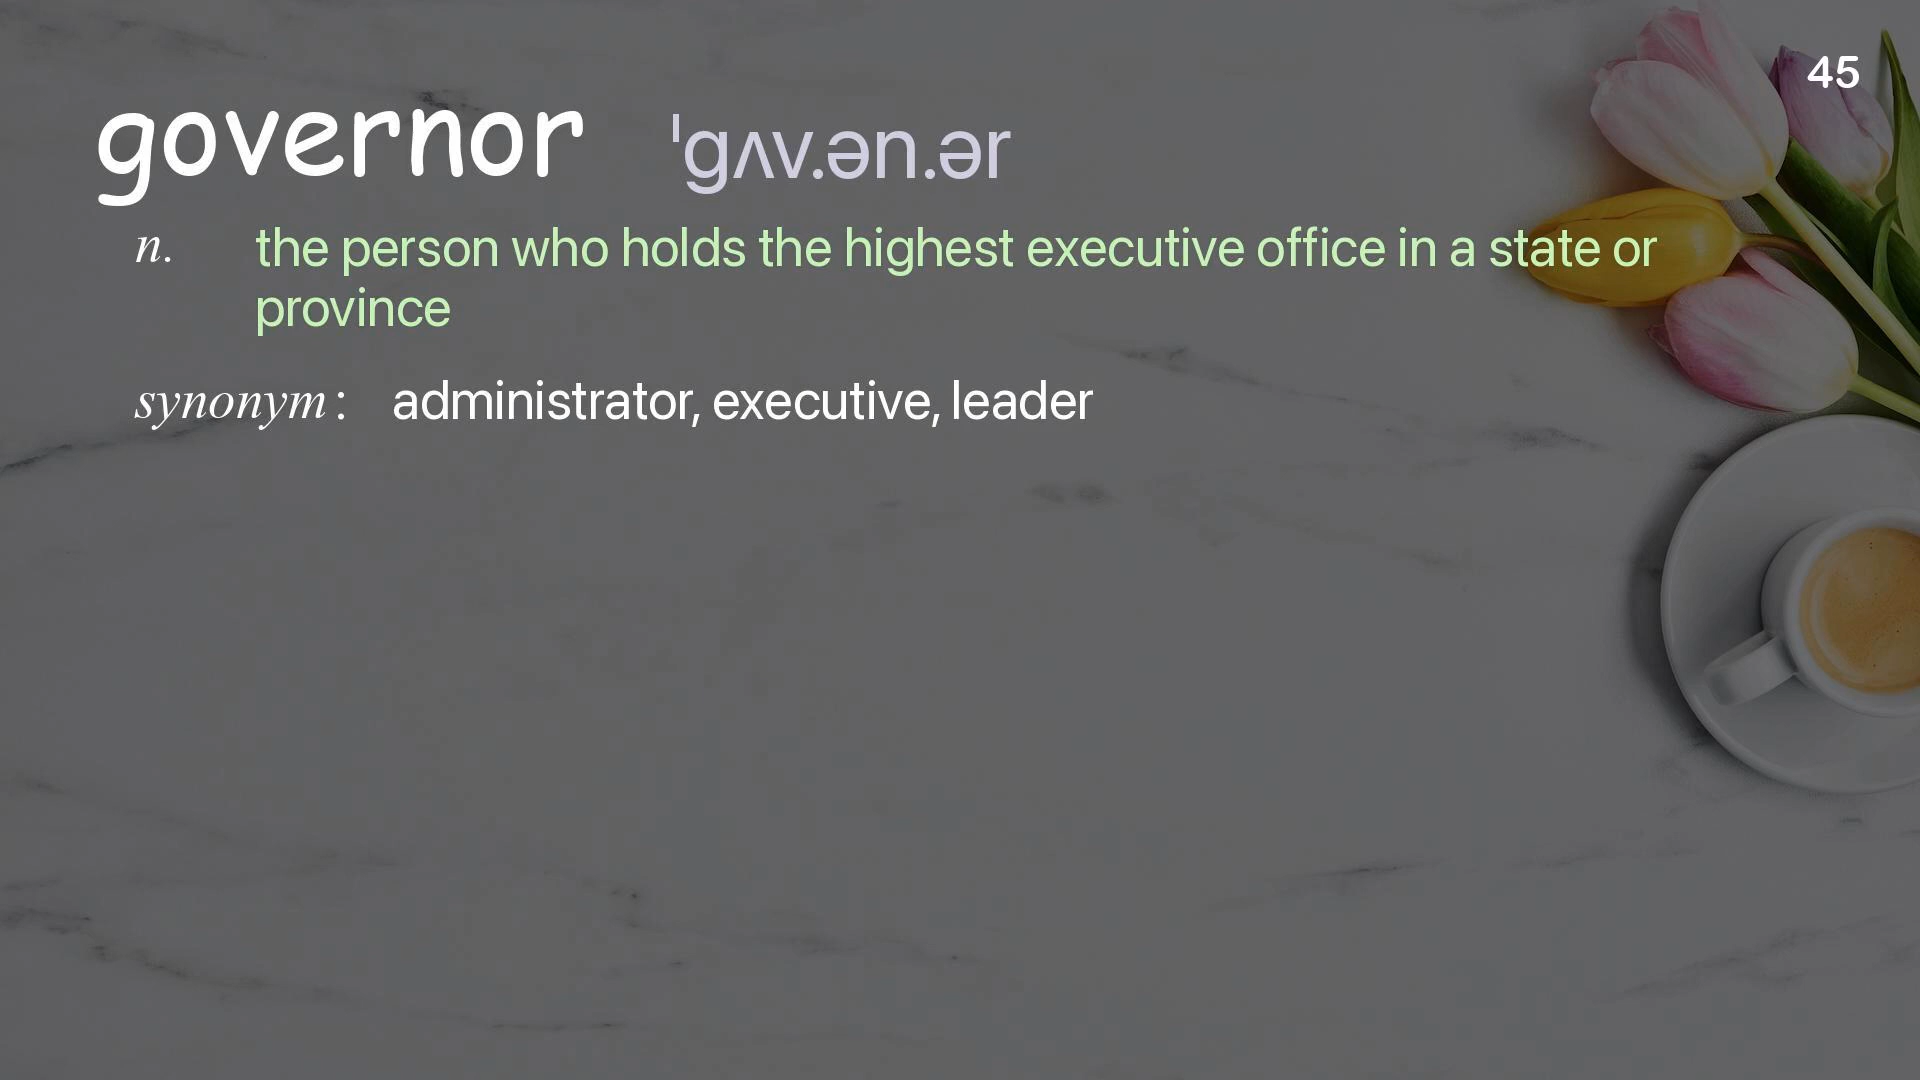 45
governor ˈɡʌv.ən.ər
n. the person who holds the highest executive office in a state or
province
synonym : administrator, executive, leader